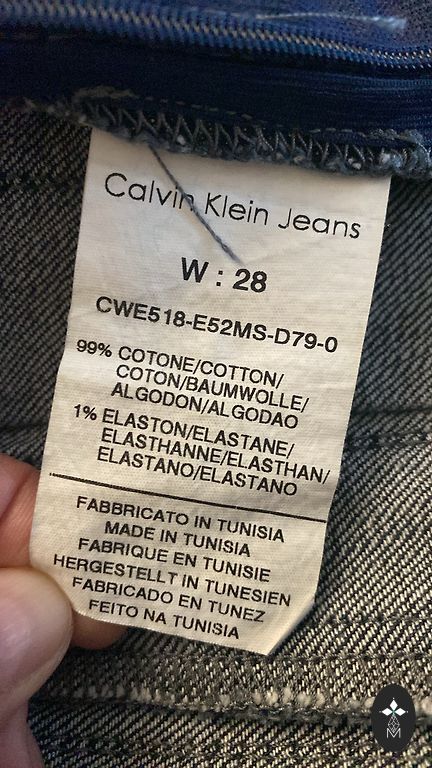 Calvin Klein Jeans
W : 28
CWE518-E52MS-D79-0
99% COTONE/COTTON/
COTON/BAUMWOLLE/
ALGODON/ALGODAO
1% ELASTON/ELASTANE/
ELASTHANNE/ELASTHAN/
ELASTANO/ELASTANO
FABBRICATO IN TUNISIA
MADE IN TUNISIA
FABRIQUE EN TUNISIE
HERGESTELLT IN TUNESIEN
FABRICADO EN TUNEZ
FEITO NA TUNISIA
M